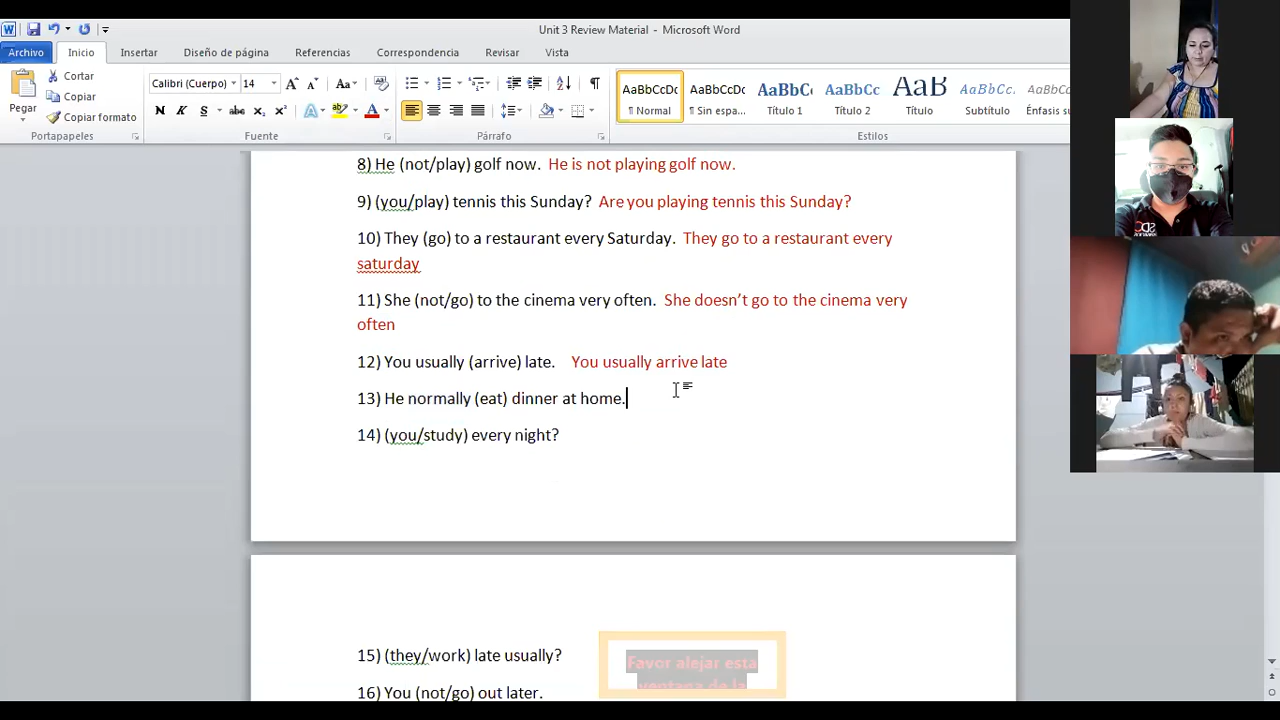 Unit 3 Review Material - Microsoft Word
Archivo Inicio Insertar Diseño de página Referencias Correspondencia Revisar Vista
Pegar
Cortar
Copiar
Copiar formato
Portapapeles
Calibri (Cuerpo) 14
Fuente
Párrafo
AaBbCcDc AaBbCcDc AaBbC AaBbCc AaB AaBbCc. AaBbCc
¶ Normal ¶ Sin espa... Título 1 Título 2 Título Subtítulo Énfasis su
Estilos
8) He (not/play) golf now. He is not playing golf now.
9) (you/play) tennis this Sunday? Are you playing tennis this Sunday?
10) They (go) to a restaurant every Saturday. They go to a restaurant every
saturday
11) She (not/go) to the cinema very often. She doesn't go to the cinema very
often
12) You usually (arrive) late. You usually arrive late
13) He normally (eat) dinner at home.
14) (you/study) every night?
15) (they/work) late usually?
16) You (not/go) out later.
Favor alejar esta
ventana de la